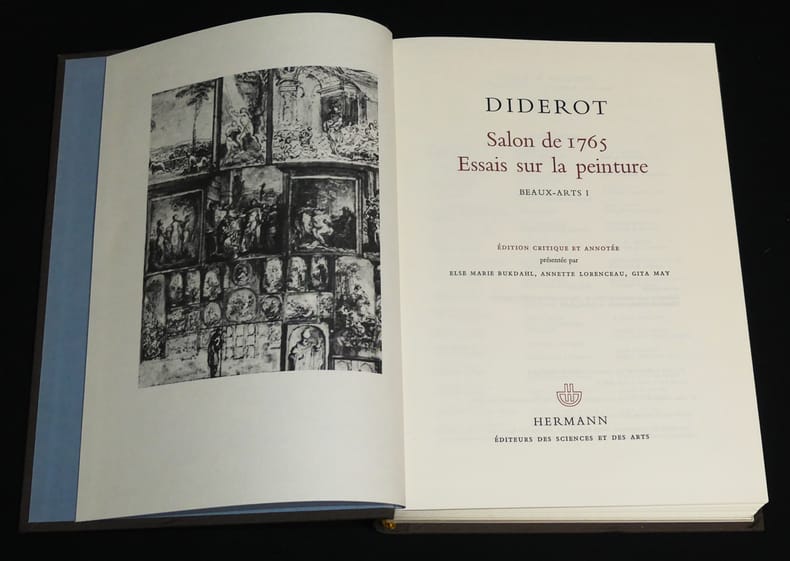 DIDEROT
Salon de 1765
Essais sur la peinture
BEAUX-ARTS I
ÉDITION CRITIQUE ET ANNOTÉE
présentée par
ELSE MARIE BUKDAHL, ANNETTE LORENCEAU, GITA MAY
HERMANN
ÉDITEURS DES SCIENCES ET DES ARTS